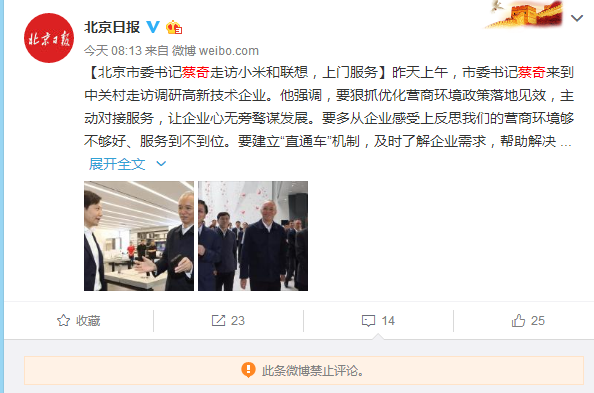 北京日报
北京日报
今天 08:13 来自 微博 weibo.com
【北京市委书记蔡奇走访小米和联想，上门服务】昨天上午，市委书记蔡奇来到
中关村走访调研高新技术企业。他强调，要狠抓优化营商环境政策落地见效，主
动对接服务，让企业心无旁骛谋发展。要多从企业感受上反思我们的营商环境够
不够好、服务到不到位。要建立“直通车”机制，及时了解企业需求，帮助解决 ...
展开全文
收藏
23
14
25
此条微博禁止评论。